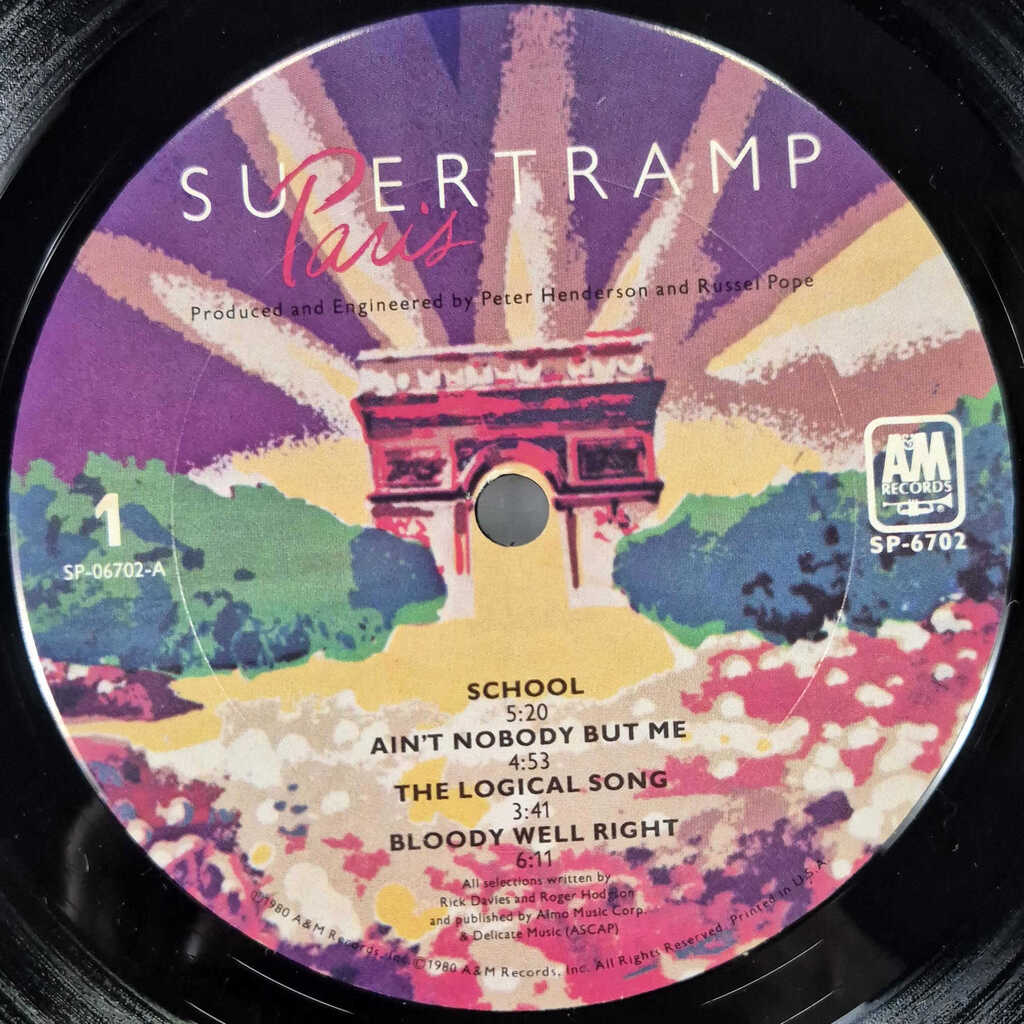 SUPERTRAMP
Paris
Produced and Engineered by Peter Henderson and Russel Pope
A&M
RECORDS
®
SP-6702
1
SP-06702-A
SCHOOL
5:20
AIN'T NOBODY BUT ME
4:53
THE LOGICAL SONG
3:41
BLOODY WELL RIGHT
6:11
All selections written by
Rick Davies and Roger Hodgson
and published by Almo Music Corp.
& Delicate Music (ASCAP)
℗1980 A&M Records, Inc. ©1980 A&M Records, Inc. All Rights Reserved. Printed in U.S.A.